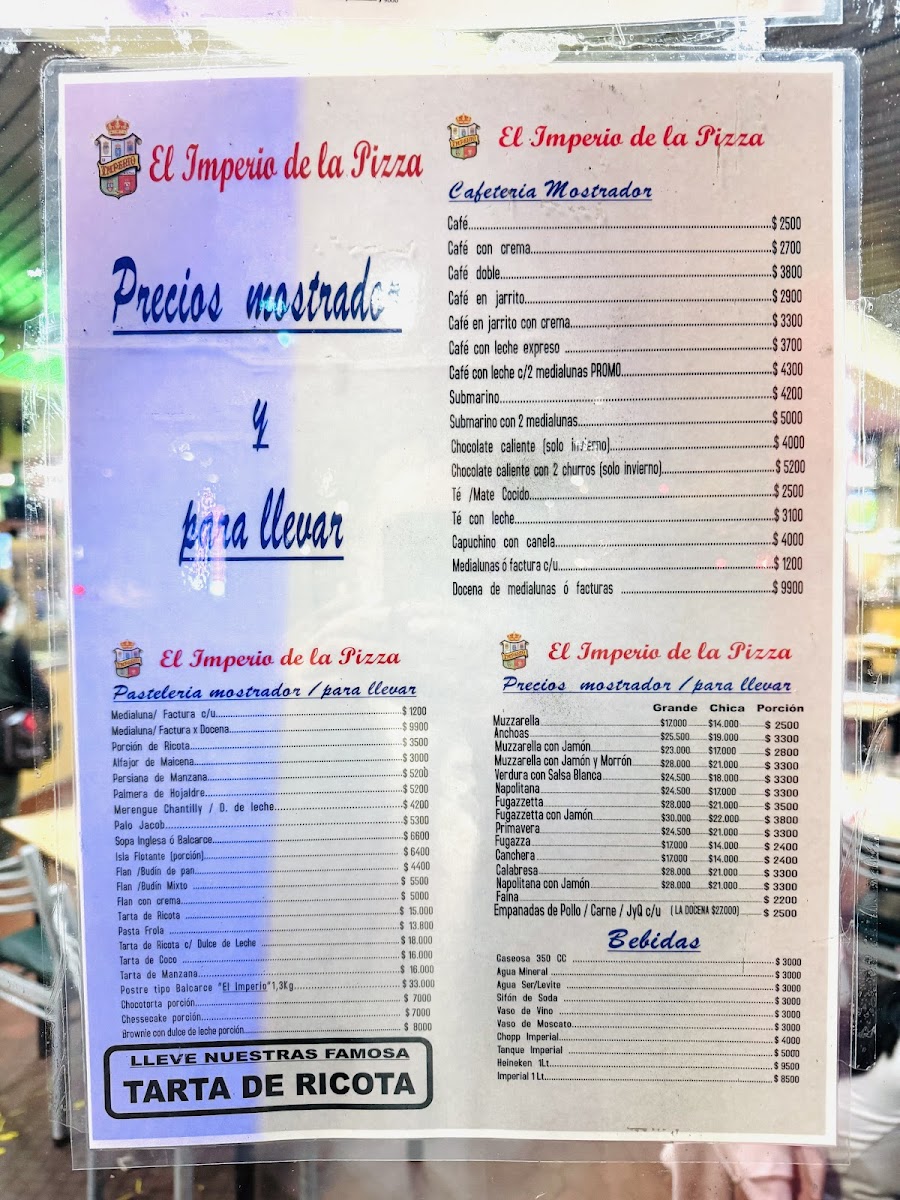 IMPERIO
El Imperio de la Pizza
Precios mostrador
y
para llevar
El Imperio de la Pizza
Cafeteria Mostrador
Café $ 2500
Café con crema $ 2700
Café doble $ 3800
Café en jarrito $ 2900
Café en jarrito con crema $ 3300
Café con leche expreso $ 3700
Café con leche c/2 medialunas PROMO $ 4300
Submarino $ 4200
Submarino con 2 medialunas $ 5000
Chocolate caliente (solo invierno) $ 4000
Chocolate caliente con 2 churros (solo invierno) $ 5200
Té /Mate Cocido $ 2500
Té con leche $ 3100
Capuchino con canela $ 4000
Medialunas ó factura c/u $ 1200
Docena de medialunas ó facturas $ 9900
El Imperio de la Pizza
Pasteleria mostrador / para llevar
Medialuna/ Factura c/u $ 1200
Medialuna/ Factura x Docena $ 9900
Porción de Ricota $ 3500
Alfajor de Maicena $ 3000
Persiana de Manzana $ 5200
Palmera de Hojaldre $ 5200
Merengue Chantilly / D. de leche $ 4200
Palo Jacob $ 5300
Sopa Inglesa ó Balcarce $ 6600
Isla Flotante (porción) $ 6400
Flan /Budin de pan $ 4400
Flan /Budin Mixto $ 5500
Flan con crema $ 5000
Tarta de Ricota $ 15.000
Pasta Frola $ 13.800
Tarta de Ricota c/ Dulce de Leche $ 18.000
Tarta de Coco $ 16.000
Tarta de Manzana $ 16.000
Postre tipo Balcarce "El Imperio"1,3Kg $ 33.000
Chocotorta porción $ 7000
Chessecake porción $ 7000
Brownie con dulce de leche porción $ 8000
LLEVE NUESTRAS FAMOSA
TARTA DE RICOTA
El Imperio de la Pizza
Precios mostrador / para llevar
Grande Chica Porción
Muzzarella $17.000 $14.000 $ 2500
Anchoas $25.500 $19.000 $ 3300
Muzzarella con Jamón $23.000 $17.000 $ 2800
Muzzarella con Jamón y Morrón $28.000 $21.000 $ 3300
Verdura con Salsa Blanca $24.500 $18.000 $ 3300
Napolitana $24.500 $17.000 $ 3300
Fugazzetta $28.000 $21.000 $ 3500
Fugazzetta con Jamón $30.000 $22.000 $ 3800
Primavera $24.500 $21.000 $ 3300
Fugazza $17.000 $14.000 $ 2400
Canchera $17.000 $14.000 $ 2400
Calabresa $28.000 $21.000 $ 3300
Napolitana con Jamón $28.000 $21.000 $ 3300
Faina $ 2200
Empanadas de Pollo / Carne / JyQ c/u ( LA DOCENA $27.000) $ 2500
Bebidas
Gaseosa 350 CC $ 3000
Agua Mineral $ 3000
Agua Ser/Levite $ 3000
Sifón de Soda $ 3000
Vaso de Vino $ 3000
Vaso de Moscato $ 3000
Chopp Imperial $ 4000
Tanque Imperial $ 5000
Heineken 1Lt $ 9500
Imperial 1 Lt $ 8500